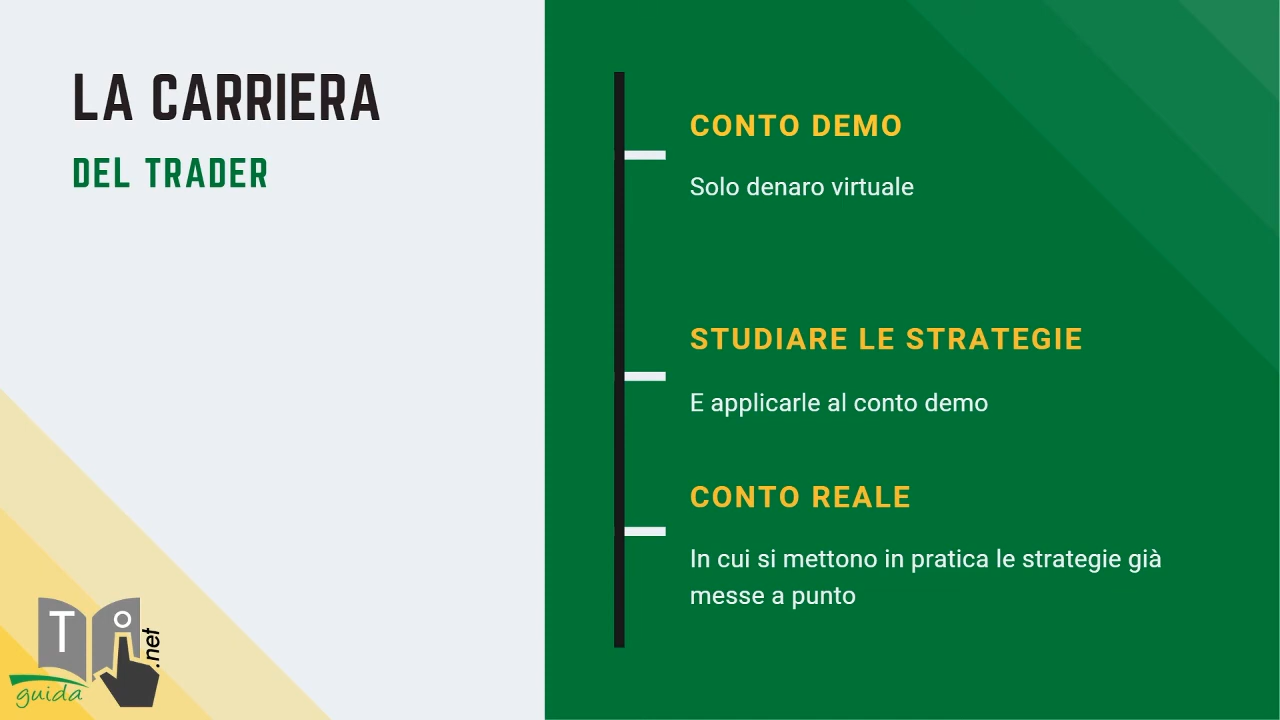 LA CARRIERA
DEL TRADER
CONTO DEMO
Solo denaro virtuale
STUDIARE LE STRATEGIE
E applicarle al conto demo
CONTO REALE
In cui si mettono in pratica le strategie già
messe a punto
T
.net
guida